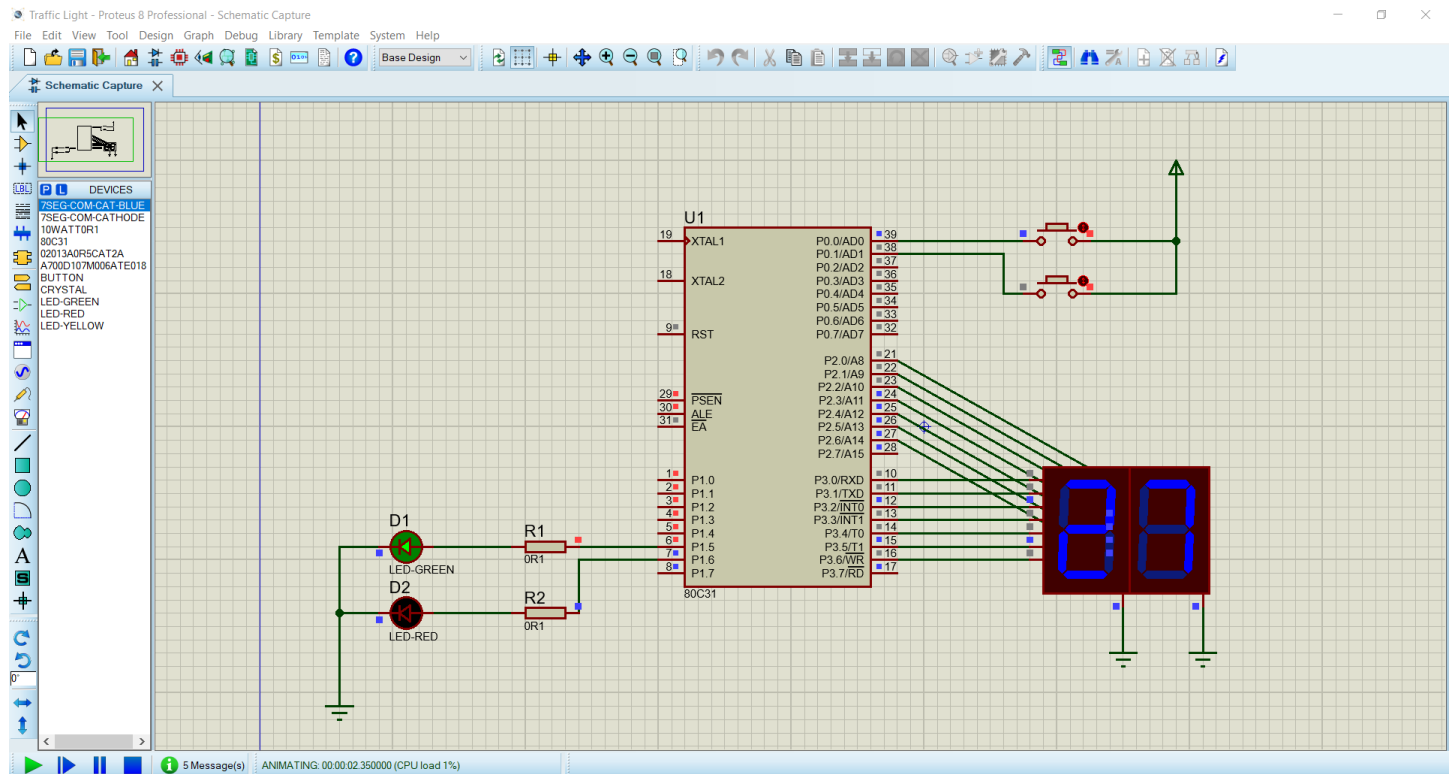 Traffic Light - Proteus 8 Professional - Schematic Capture
File Edit View Tool Design Graph Debug Library Template System Help
Base Design
Schematic Capture
P L DEVICES
7SEG-COM-CAT-BLUE
7SEG-COM-CATHODE
10WATT0R1
80C31
02013A0R5CAT2A
A700D107M006ATE018
BUTTON
CRYSTAL
LED-GREEN
LED-RED
LED-YELLOW
LBL
A
S
0°
U1
19 XTAL1
18 XTAL2
9 RST
29 PSEN
30 ALE
31 EA
1 P1.0
2 P1.1
3 P1.2
4 P1.3
5 P1.4
6 P1.5
7 P1.6
8 P1.7
P0.0/AD0 39
P0.1/AD1 38
P0.2/AD2 37
P0.3/AD3 36
P0.4/AD4 35
P0.5/AD5 34
P0.6/AD6 33
P0.7/AD7 32
P2.0/A8 21
P2.1/A9 22
P2.2/A10 23
P2.3/A11 24
P2.4/A12 25
P2.5/A13 26
P2.6/A14 27
P2.7/A15 28
P3.0/RXD 10
P3.1/TXD 11
P3.2/INT0 12
P3.3/INT1 13
P3.4/T0 14
P3.5/T1 15
P3.6/WR 16
P3.7/RD 17
80C31
D1
LED-GREEN
R1
0R1
D2
LED-RED
R2
0R1
5 Message(s) ANIMATING: 00:00:02.350000 (CPU load 1%)